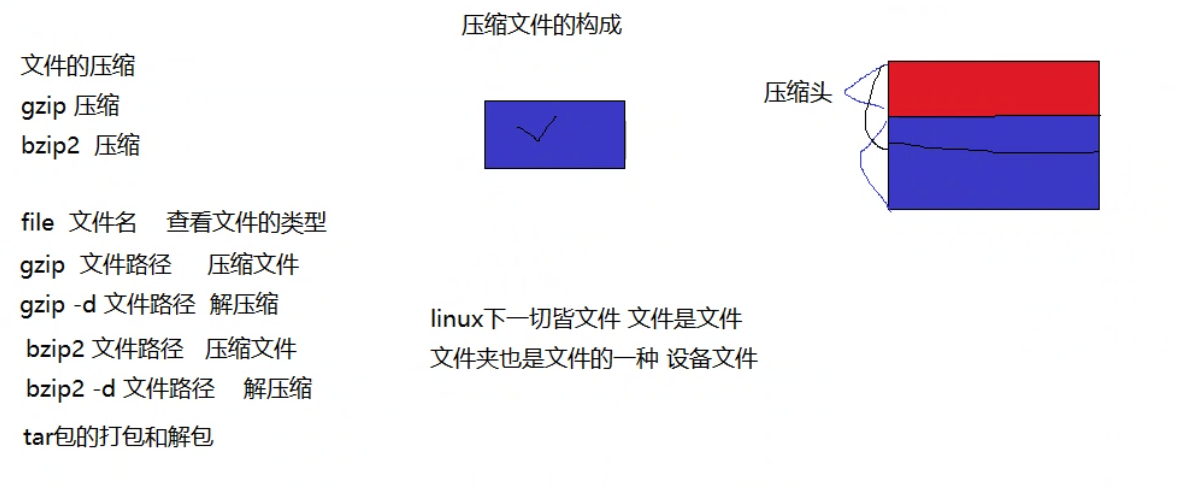 压缩文件的构成
文件的压缩
gzip 压缩
bzip2 压缩
压缩头
file 文件名 查看文件的类型
gzip 文件路径 压缩文件
gzip -d 文件路径 解压缩
bzip2 文件路径 压缩文件
bzip2 -d 文件路径 解压缩
tar包的打包和解包
linux下一切皆文件 文件是文件
文件夹也是文件的一种 设备文件